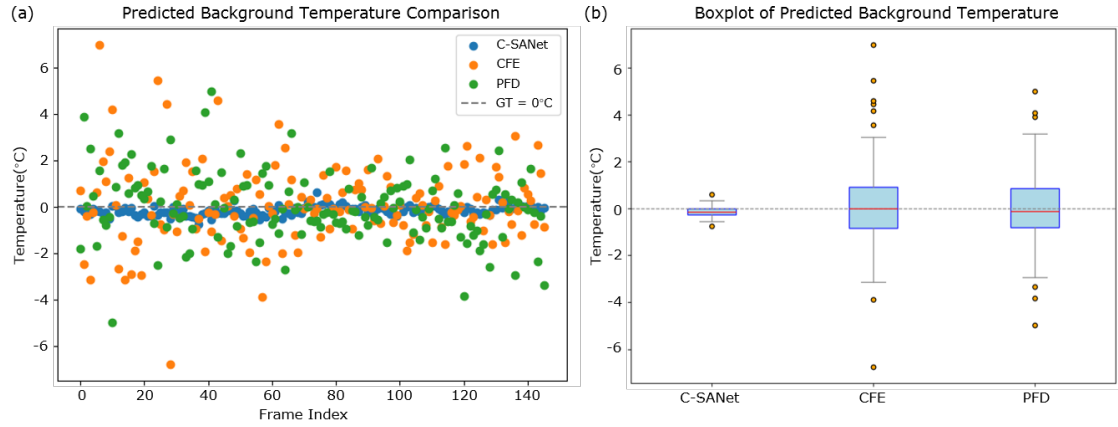 (a)
Predicted Background Temperature Comparison
C-SANet
CFE
PFD
GT = 0°C
6
4
2
0
-2
-4
-6
Temperature(°C)
0 20 40 60 80 100 120 140
Frame Index
(b)
Boxplot of Predicted Background Temperature
6
4
2
0
-2
-4
-6
Temperature(°C)
C-SANet CFE PFD